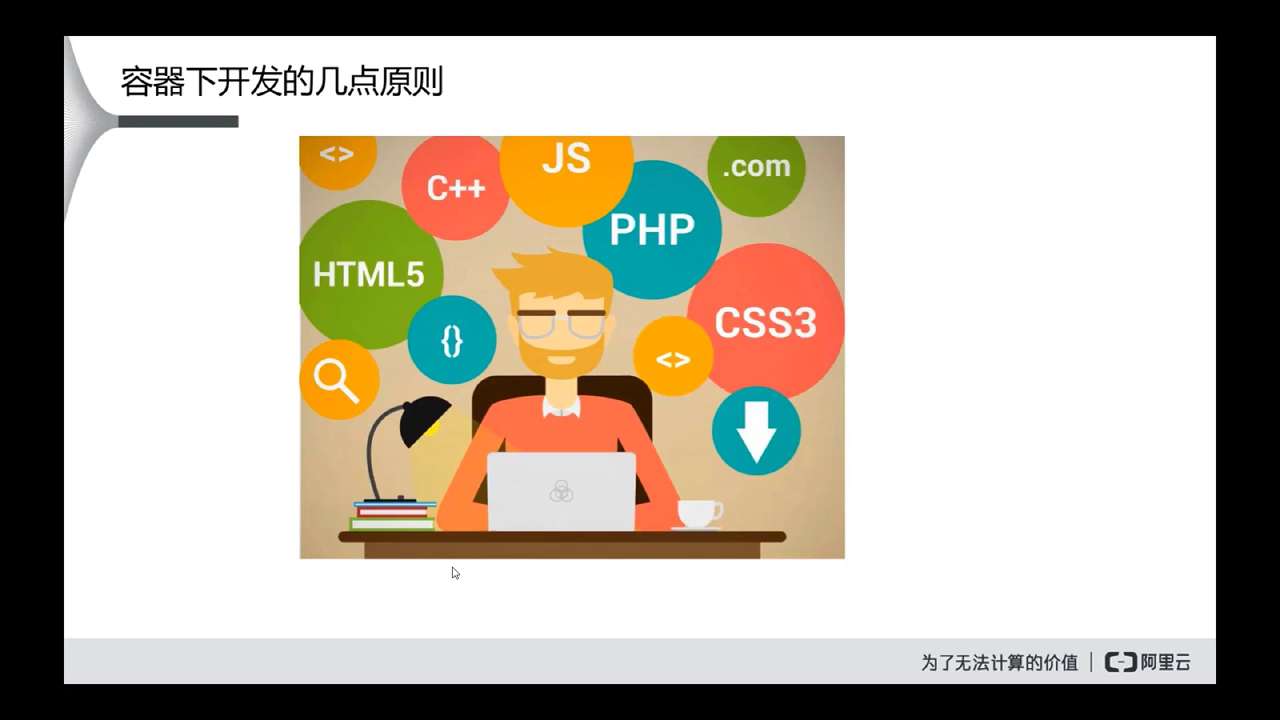 容器下开发的几点原则
<>
C++
JS
.com
PHP
HTML5
CSS3
{}
<>
为了无法计算的价值 | 阿里云